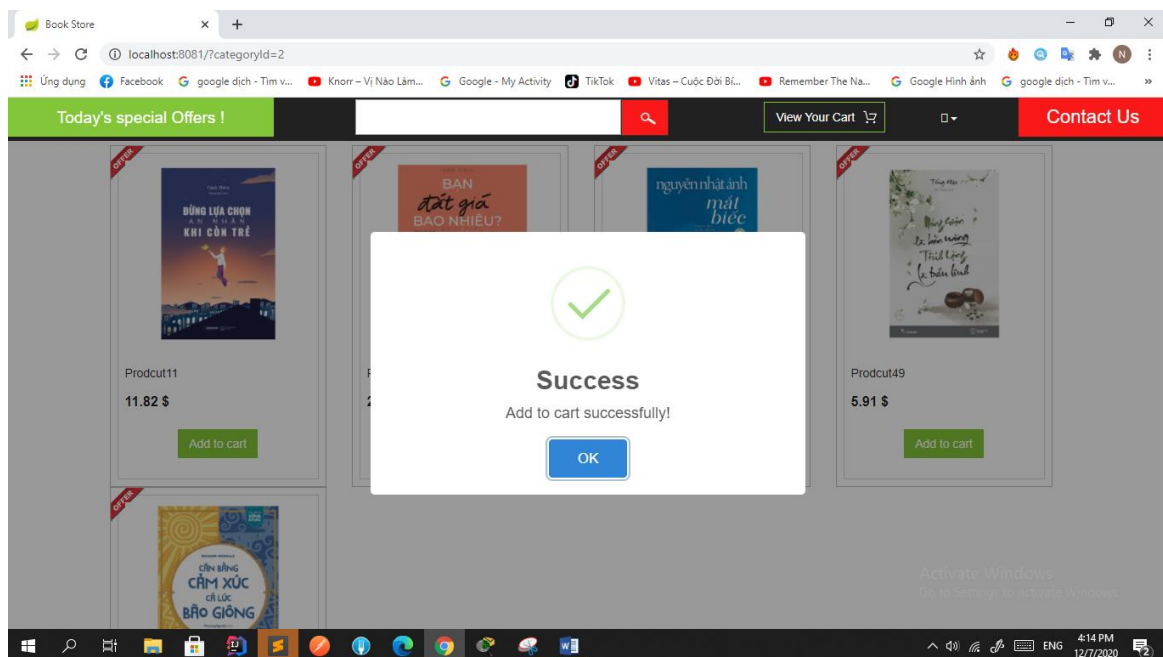 Book Store
localhost:8081/?categoryId=2
N
Ứng dụng Facebook google dịch - Tìm v... Knorr – Vị Nào Làm... Google - My Activity TikTok Vitas – Cuộc Đời Bí... Remember The Na... Google Hình ảnh google dịch - Tìm v... »
Today's special Offers ! View Your Cart Contact Us
OFFER OFFER OFFER OFFER
ĐỪNG LỰA CHỌN
AN NHÀN
KHI CÒN TRẺ
BẠN
đắt giá
BAO NHIÊU?
nguyễn nhật ánh
mắt
biếc
Success
Add to cart successfully!
OK
Prodcut11
11.82 $
Add to cart
Prodcut49
5.91 $
Add to cart
OFFER
CÂN BẰNG
CẢM XÚC
CẢ LÚC
BÃO GIÔNG
Activate Windows
Go to Settings to activate Windows.
ENG
4:14 PM
12/7/2020
2